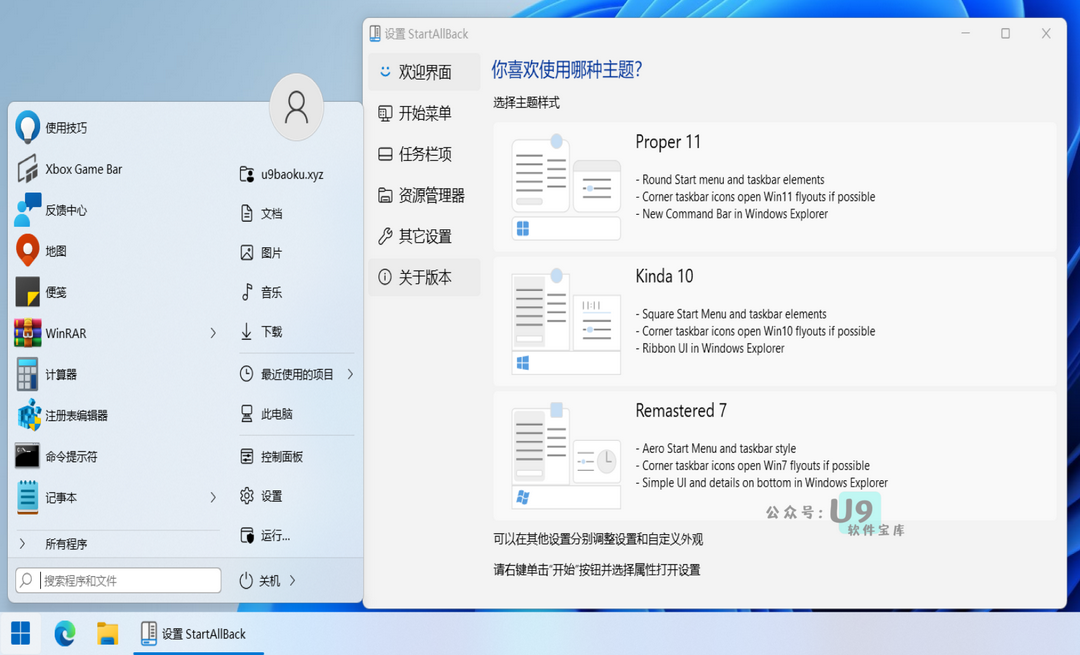 使用技巧
Xbox Game Bar
反馈中心
地图
便笺
WinRAR
计算器
注册表编辑器
命令提示符
记事本
所有程序
搜索程序和文件
u9baoku.xyz
文档
图片
音乐
下载
最近使用的项目
此电脑
控制面板
设置
运行...
关机
设置 StartAllBack
欢迎界面
开始菜单
任务栏项
资源管理器
其它设置
关于版本
你喜欢使用哪种主题?
选择主题样式
Proper 11
- Round Start menu and taskbar elements
- Corner taskbar icons open Win11 flyouts if possible
- New Command Bar in Windows Explorer
Kinda 10
- Square Start Menu and taskbar elements
- Corner taskbar icons open Win10 flyouts if possible
- Ribbon UI in Windows Explorer
Remastered 7
- Aero Start Menu and taskbar style
- Corner taskbar icons open Win7 flyouts if possible
- Simple UI and details on bottom in Windows Explorer
公众号: U9
软件宝库
可以在其他设置分别调整设置和自定义外观
请右键单击"开始"按钮并选择属性打开设置
设置 StartAllBack